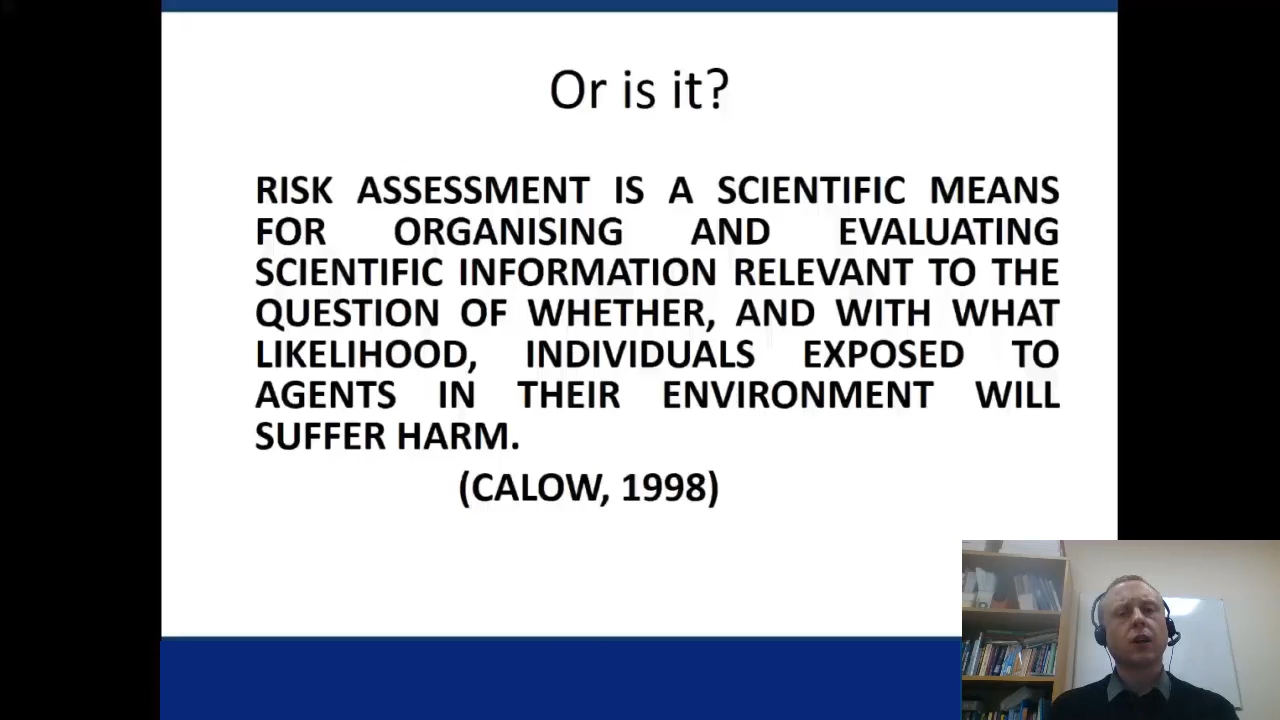 Or is it?
RISK ASSESSMENT IS A SCIENTIFIC MEANS
FOR ORGANISING AND EVALUATING
SCIENTIFIC INFORMATION RELEVANT TO THE
QUESTION OF WHETHER, AND WITH WHAT
LIKELIHOOD, INDIVIDUALS EXPOSED TO
AGENTS IN THEIR ENVIRONMENT WILL
SUFFER HARM.
(CALOW, 1998)